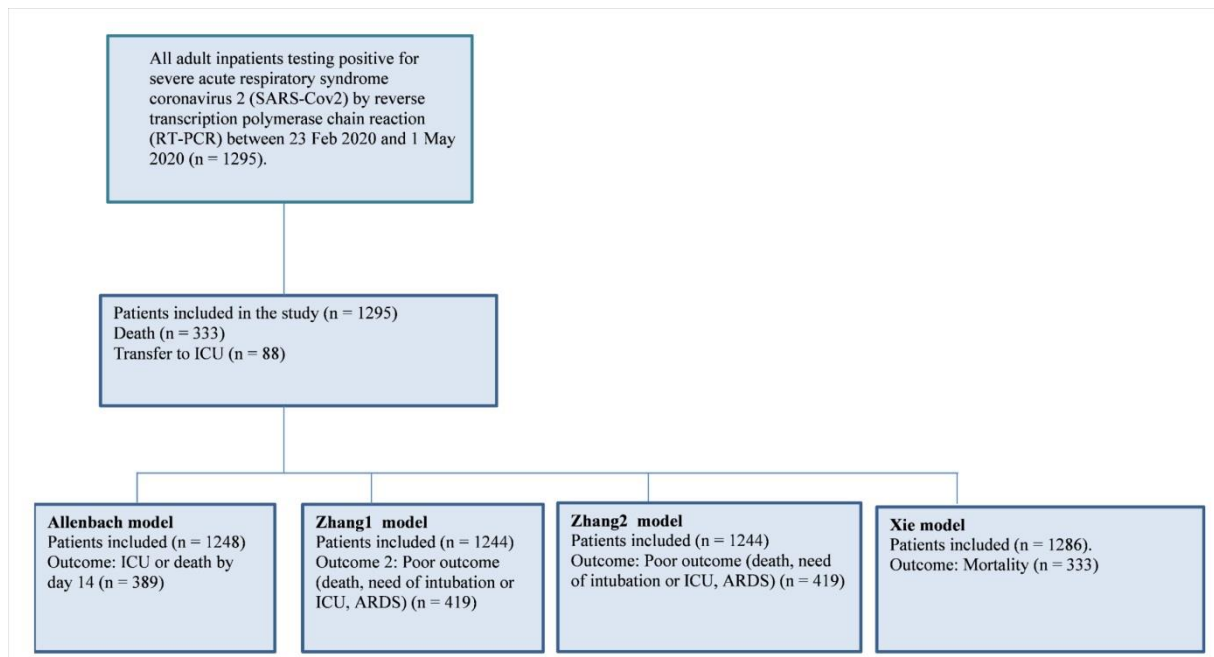 All adult inpatients testing positive for
severe acute respiratory syndrome
coronavirus 2 (SARS-Cov2) by reverse
transcription polymerase chain reaction
(RT-PCR) between 23 Feb 2020 and 1 May
2020 (n = 1295).
Patients included in the study (n = 1295)
Death (n = 333)
Transfer to ICU (n = 88)
Allenbach model
Patients included (n = 1248)
Outcome: ICU or death by
day 14 (n = 389)
Zhang1 model
Patients included (n = 1244)
Outcome 2: Poor outcome
(death, need of intubation or
ICU, ARDS) (n = 419)
Zhang2 model
Patients included (n = 1244)
Outcome: Poor outcome (death, need
of intubation or ICU, ARDS) (n = 419)
Xie model
Patients included (n = 1286).
Outcome: Mortality (n = 333)